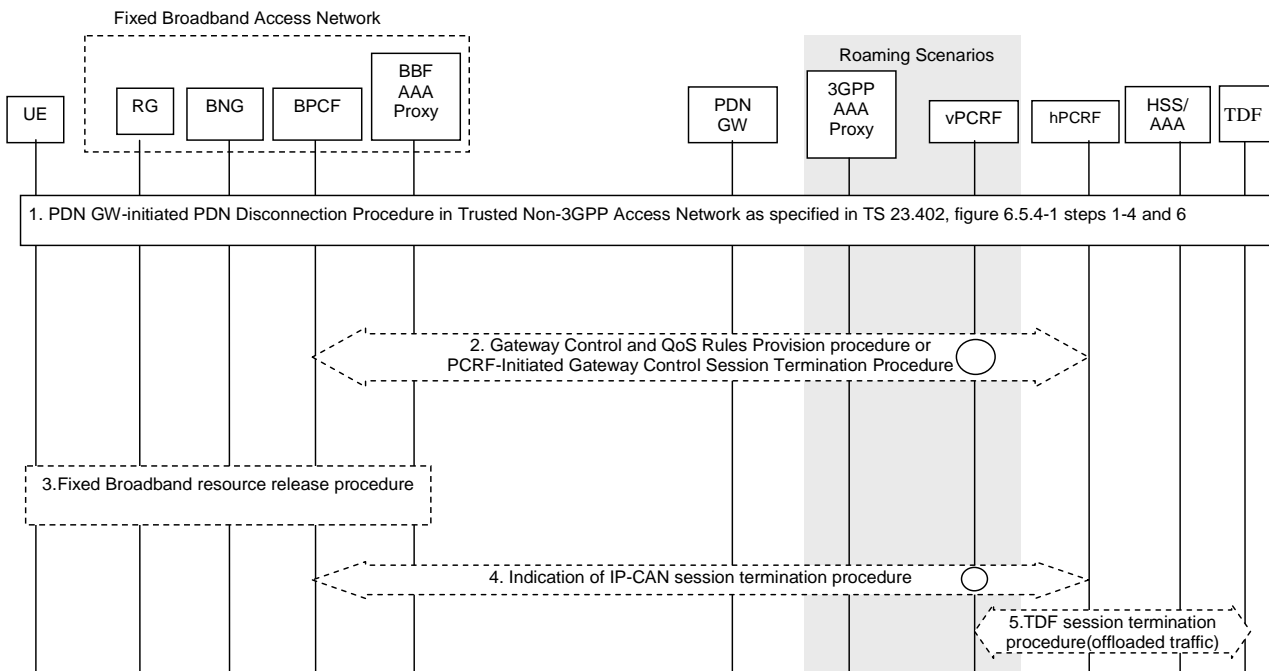 Fixed Broadband Access Network
Roaming Scenarios
UE
RG
BNG
BPCF
BBF
AAA
Proxy
PDN
GW
3GPP
AAA
Proxy
vPCRF
hPCRF
HSS/
AAA
TDF
1. PDN GW-initiated PDN Disconnection Procedure in Trusted Non-3GPP Access Network as specified in TS 23.402, figure 6.5.4-1 steps 1-4 and 6
2. Gateway Control and QoS Rules Provision procedure or
PCRF-Initiated Gateway Control Session Termination Procedure
3.Fixed Broadband resource release procedure
4. Indication of IP-CAN session termination procedure
5.TDF session termination
procedure(offloaded traffic)